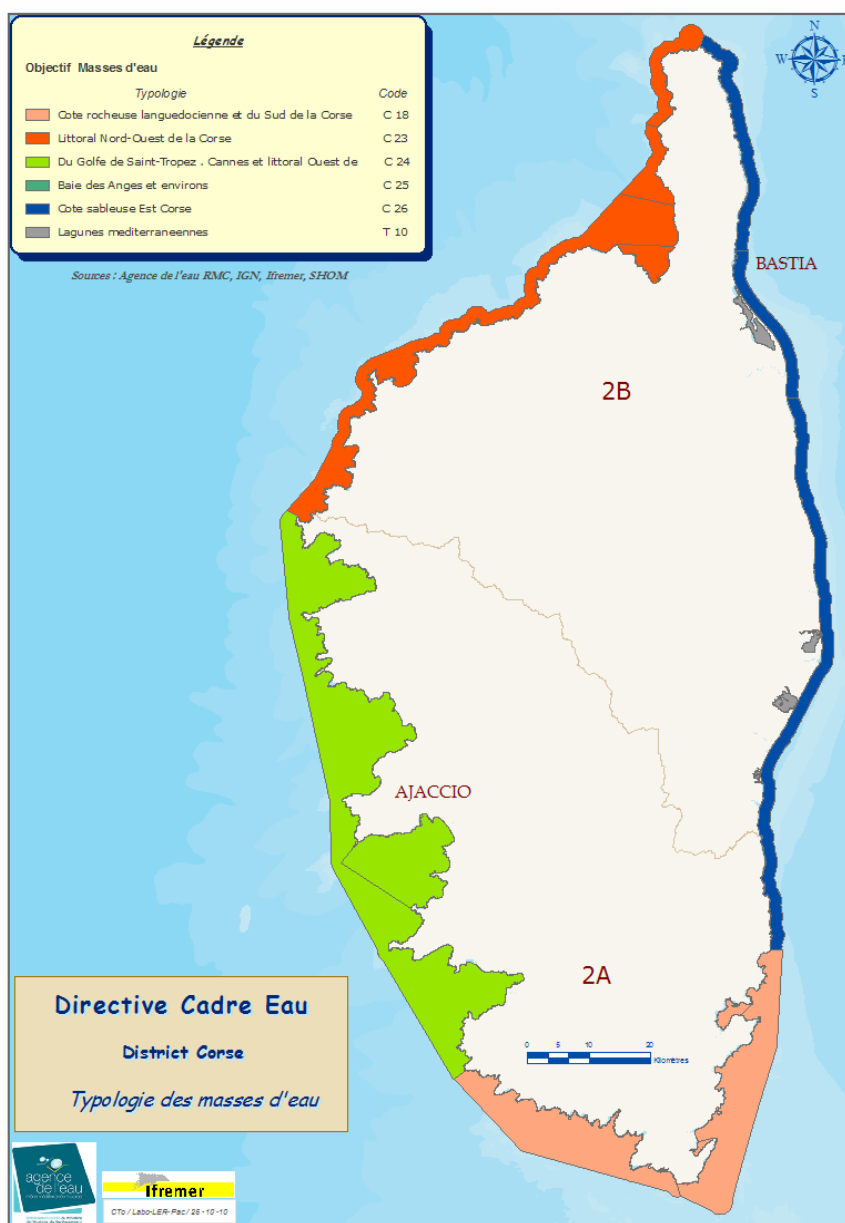 Légende
Objectif Masses d'eau
Typologie Code
Cote rocheuse languedocienne et du Sud de la Corse C 18
Littoral Nord-Ouest de la Corse C 23
Du Golfe de Saint-Tropez . Cannes et littoral Ouest de C 24
Baie des Anges et environs C 25
Cote sableuse Est Corse C 26
Lagunes mediterraneennes T 10
Sources : Agence de l'eau RMC, IGN, Ifremer, SHOM
N
W E
S
BASTIA
2B
AJACCIO
2A
0 5 10 20
Kilomètres
Directive Cadre Eau
District Corse
Typologie des masses d'eau
agence de l'eau
Ifremer
CTo / Labo-LER-Pac / 26 - 10 -10